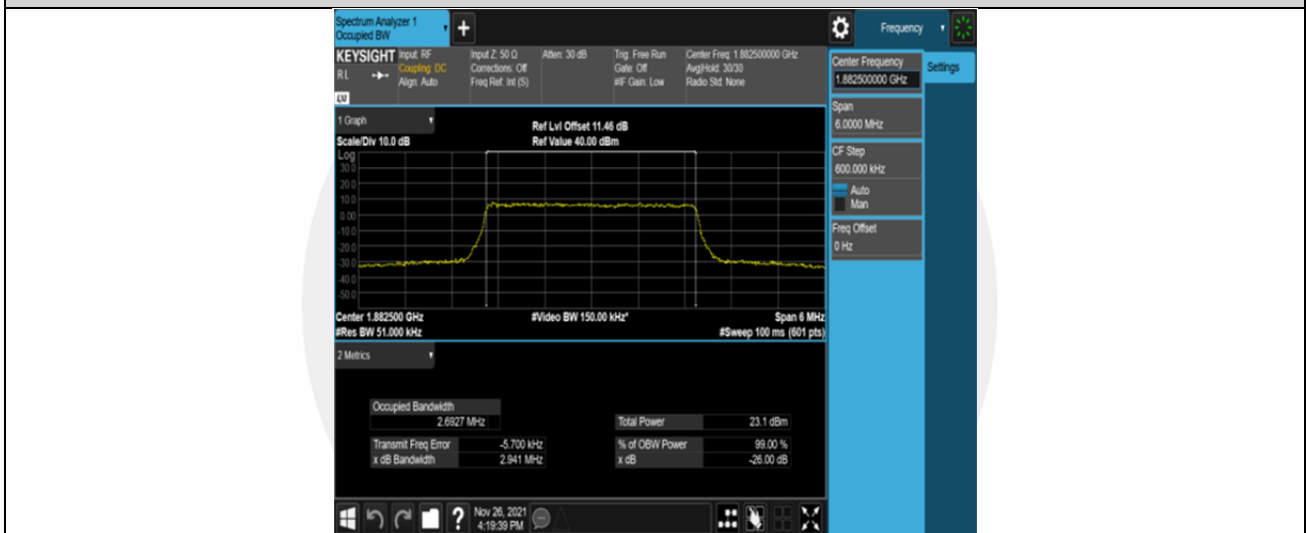 Spectrum Analyzer 1
Occupied BW
Frequency
KEYSIGHT
R L
LXI
Input: RF
Coupling: DC
Align: Auto
Input Z: 50 Ω
Corrections: Off
Freq Ref: Int (S)
Atten: 30 dB
Trig: Free Run
Gate: Off
#IF Gain: Low
Center Freq: 1.882500000 GHz
Avg|Hold: 30/30
Radio Std: None
Center Frequency
1.882500000 GHz
Settings
Span
6.0000 MHz
CF Step
600.000 kHz
Auto
Man
Freq Offset
0 Hz
1 Graph
Scale/Div 10.0 dB
Ref Lvl Offset 11.46 dB
Ref Value 40.00 dBm
Log
30.0
20.0
10.0
0.00
-10.0
-20.0
-30.0
-40.0
-50.0
Center 1.882500 GHz
#Video BW 150.00 kHz*
Span 6 MHz
#Res BW 51.000 kHz
#Sweep 100 ms (601 pts)
2 Metrics
Occupied Bandwidth
2.6927 MHz
Total Power 23.1 dBm
Transmit Freq Error -5.700 kHz
% of OBW Power 99.00 %
x dB Bandwidth 2.941 MHz
x dB -26.00 dB
?
Nov 26, 2021
4:19:39 PM